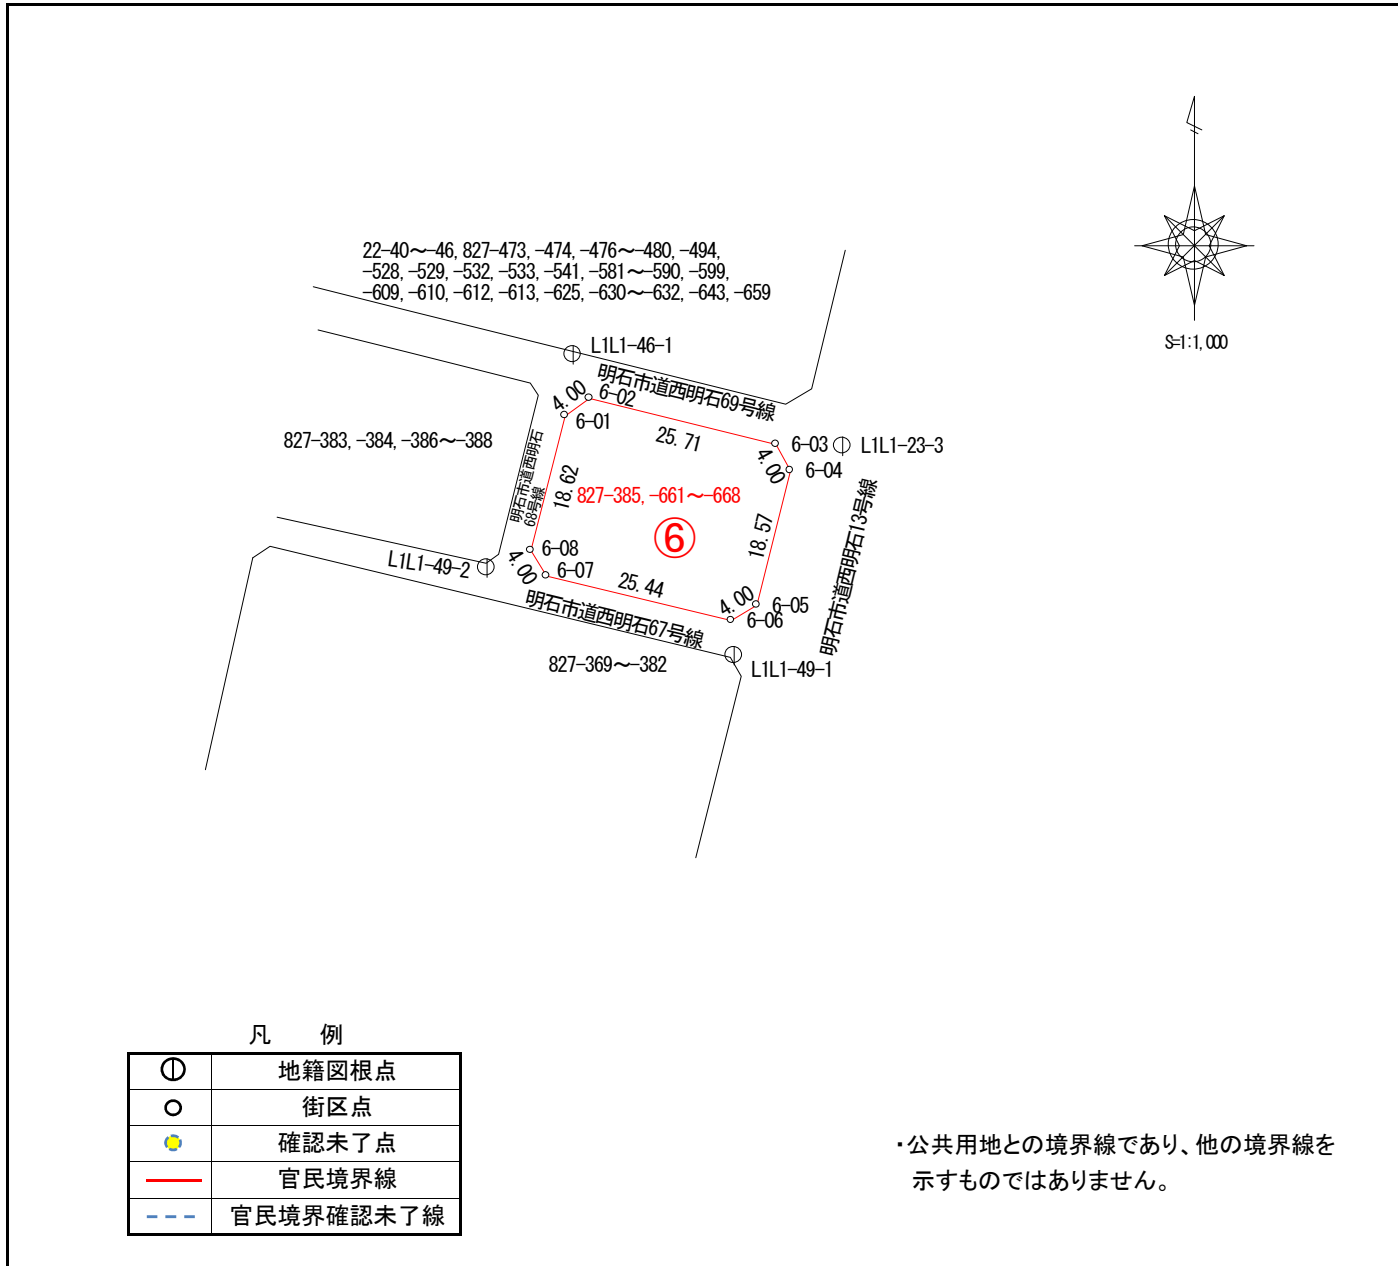 S=1:1,000
22-40～-46, 827-473, -474, -476～-480, -494,
-528, -529, -532, -533, -541, -581～-590, -599,
-609, -610, -612, -613, -625, -630～-632, -643, -659
L1L1-46-1
明石市道西明石69号線
4.00
6-02
6-01
25.71
6-03
L1L1-23-3
4.00
6-04
827-383, -384, -386～-388
明石市道西明石
68号線
18.62
827-385, -661～-668
⑥
18.57
明石市道西明石13号線
L1L1-49-2
4.00
6-08
6-07
25.44
4.00
6-05
6-06
明石市道西明石67号線
827-369～-382
L1L1-49-1
凡 例
地籍図根点
街区点
確認未了点
官民境界線
官民境界確認未了線
・公共用地との境界線であり、他の境界線を
示すものではありません。